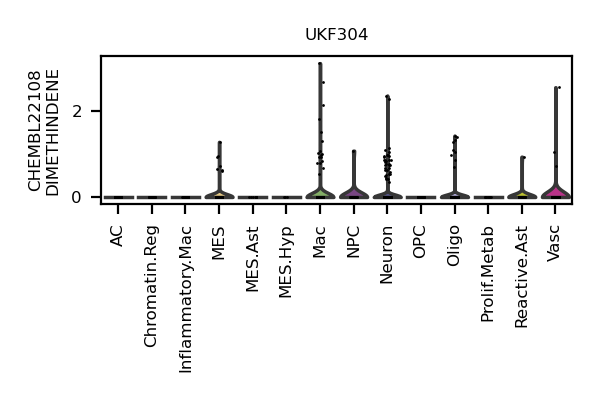 UKF304
CHEMBL22108
DIMETHINDENE
2
0
AC
Chromatin.Reg
Inflammatory.Mac
MES
MES.Ast
MES.Hyp
Mac
NPC
Neuron
OPC
Oligo
Prolif.Metab
Reactive.Ast
Vasc